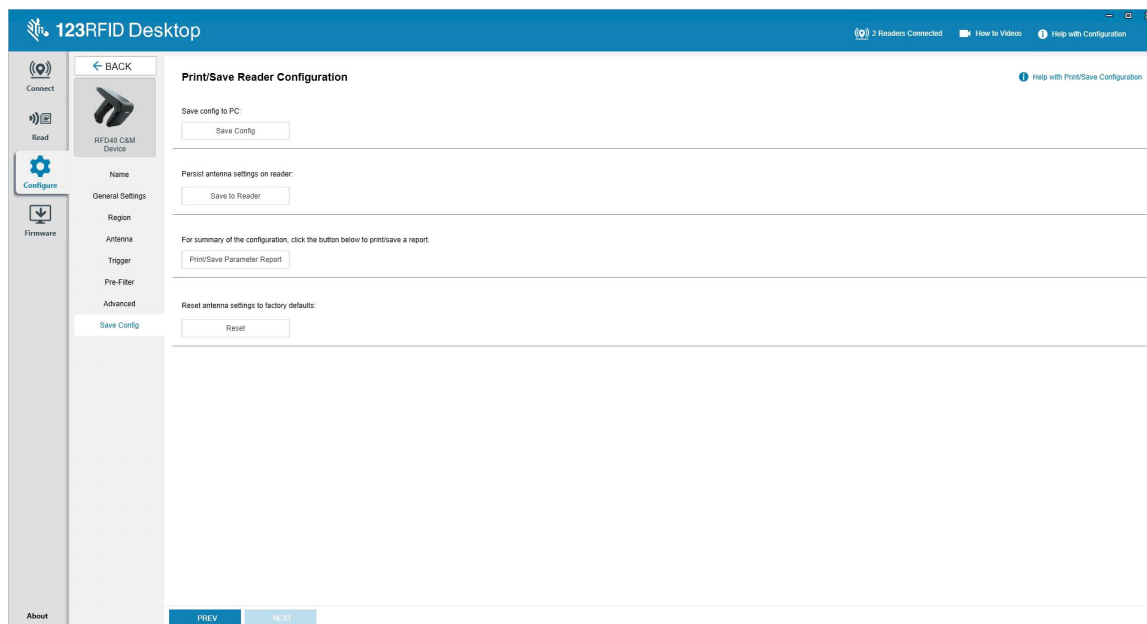 123RFID Desktop
2 Readers Connected
How to Videos
Help with Configuration
Connect
Read
Configure
Firmware
About
BACK
RFD40 C&M
Device
Name
General Settings
Region
Antenna
Trigger
Pre-Filter
Advanced
Save Config
Print/Save Reader Configuration
Help with Print/Save Configuration
Save config to PC:
Save Config
Persist antenna settings on reader:
Save to Reader
For summary of the configuration, click the button below to print/save a report.
Print/Save Parameter Report
Reset antenna settings to factory defaults:
Reset
PREV
NEXT